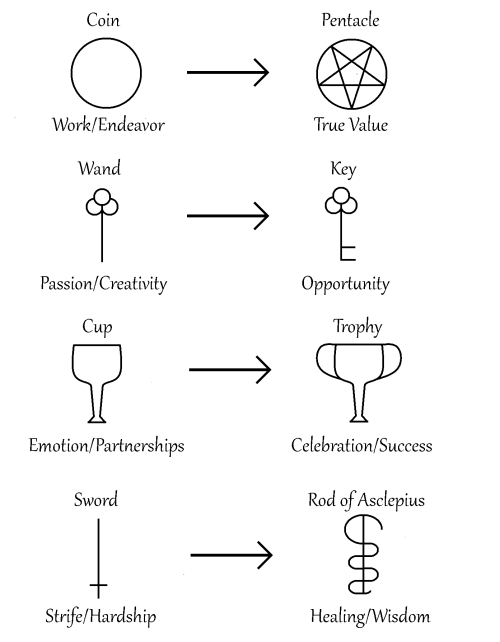 Coin
Pentacle
Work/Endeavor
True Value
Wand
Key
Passion/Creativity
Opportunity
Cup
Trophy
Emotion/Partnerships
Celebration/Success
Sword
Rod of Asclepius
Strife/Hardship
Healing/Wisdom